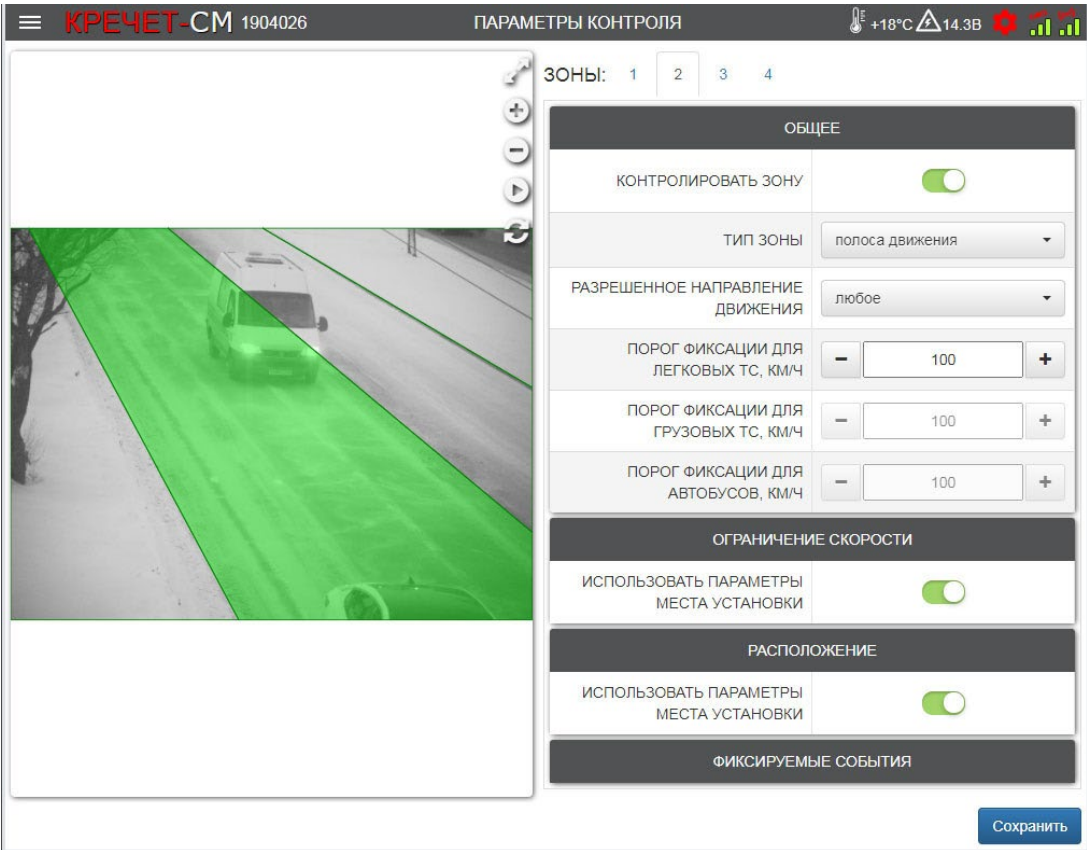 КРЕЧЕТ-СМ 1904026 ПАРАМЕТРЫ КОНТРОЛЯ +18°C 14.3В
ЗОНЫ: 1 2 3 4
ОБЩЕЕ
КОНТРОЛИРОВАТЬ ЗОНУ
ТИП ЗОНЫ полоса движения
РАЗРЕШЕННОЕ НАПРАВЛЕНИЕ
ДВИЖЕНИЯ
любое
ПОРОГ ФИКСАЦИИ ДЛЯ
ЛЕГКОВЫХ ТС, КМ/Ч
− 100 +
ПОРОГ ФИКСАЦИИ ДЛЯ
ГРУЗОВЫХ ТС, КМ/Ч
− 100 +
ПОРОГ ФИКСАЦИИ ДЛЯ
АВТОБУСОВ, КМ/Ч
− 100 +
ОГРАНИЧЕНИЕ СКОРОСТИ
ИСПОЛЬЗОВАТЬ ПАРАМЕТРЫ
МЕСТА УСТАНОВКИ
РАСПОЛОЖЕНИЕ
ИСПОЛЬЗОВАТЬ ПАРАМЕТРЫ
МЕСТА УСТАНОВКИ
ФИКСИРУЕМЫЕ СОБЫТИЯ
Сохранить